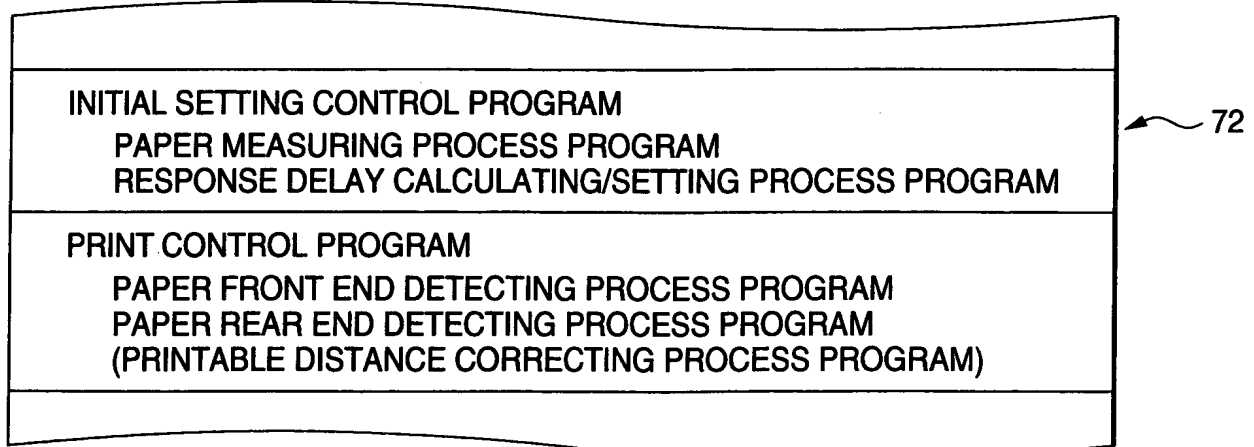 INITIAL SETTING CONTROL PROGRAM
PAPER MEASURING PROCESS PROGRAM
RESPONSE DELAY CALCULATING/SETTING PROCESS PROGRAM
72
PRINT CONTROL PROGRAM
PAPER FRONT END DETECTING PROCESS PROGRAM
PAPER REAR END DETECTING PROCESS PROGRAM
(PRINTABLE DISTANCE CORRECTING PROCESS PROGRAM)